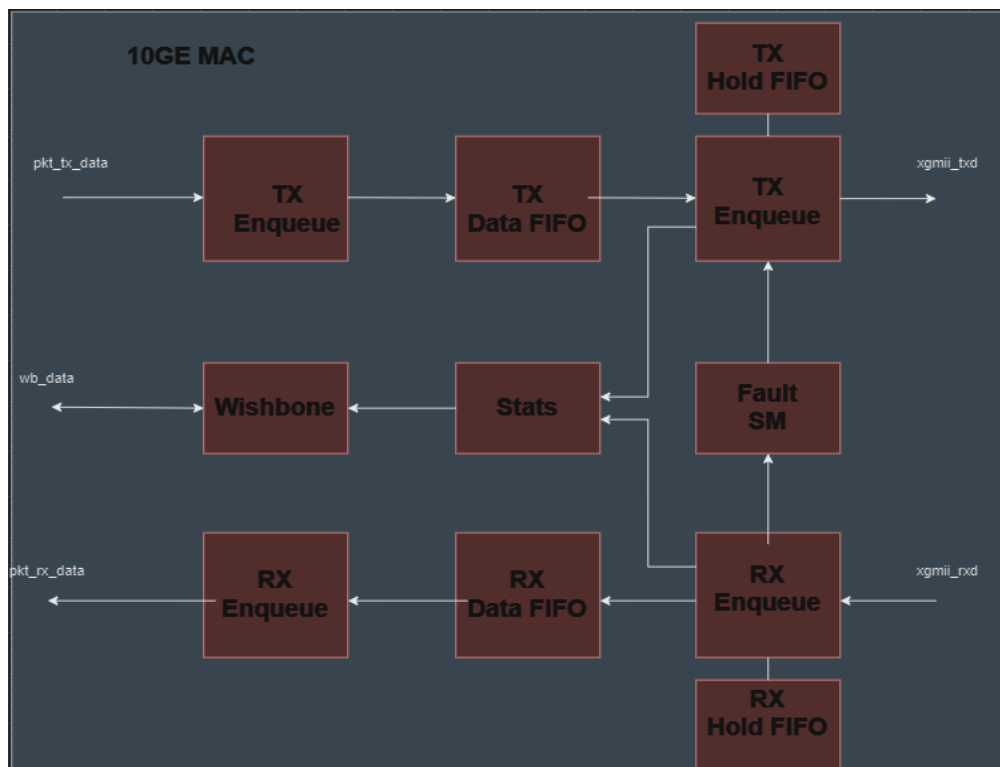 10GE MAC
TX
Hold FIFO
pkt_tx_data
TX
Enqueue
TX
Data FIFO
TX
Enqueue
xgmii_txd
wb_data
Wishbone
Stats
Fault
SM
pkt_rx_data
RX
Enqueue
RX
Data FIFO
RX
Enqueue
xgmii_rxd
RX
Hold FIFO